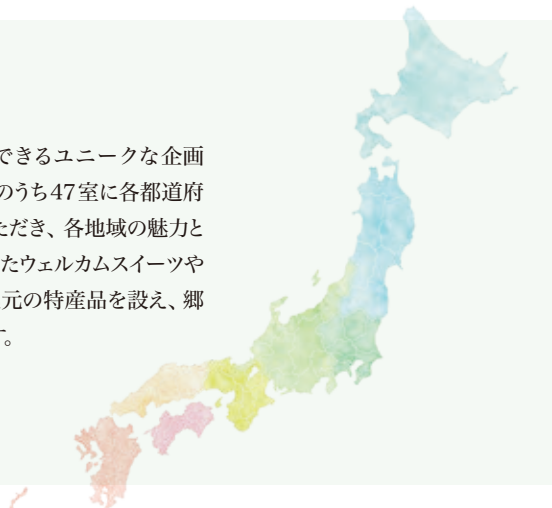 できるユニークな企画
のうち47室に各都道府
ただき、各地域の魅力と
たウェルカムスイーツや
元の特産品を設え、郷
す。